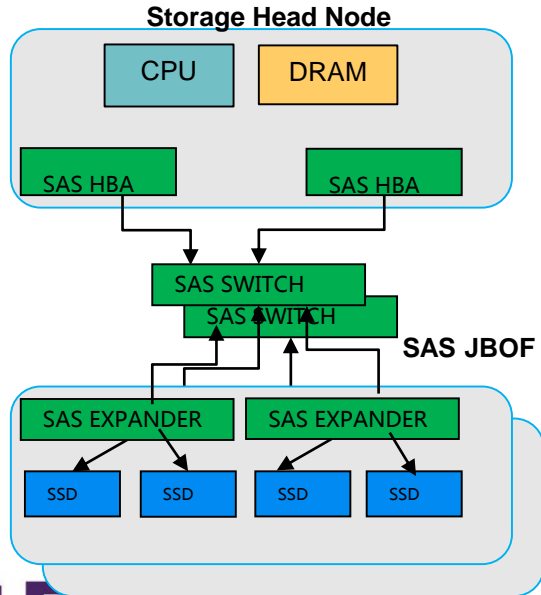 Storage Head Node
CPU
DRAM
SAS HBA
SAS HBA
SAS SWITCH
SAS SWITCH
SAS JBOF
SAS EXPANDER
SAS EXPANDER
SSD
SSD
SSD
SSD